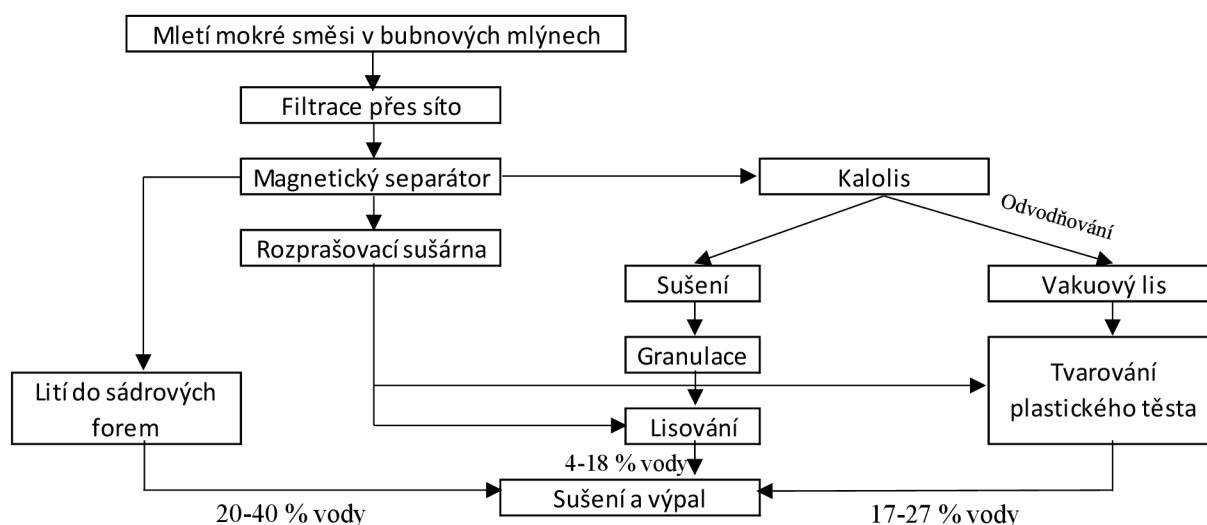 Mletí mokré směsi v bubnových mlýnech
Filtrace přes síto
Magnetický separátor
Kalolis
Odvodňování
Rozprašovací sušárna
Sušení
Vakuový lis
Granulace
Tvarování
plastického těsta
Lití do sádrových
forem
Lisování
4-18 % vody
Sušení a výpal
20-40 % vody
17-27 % vody